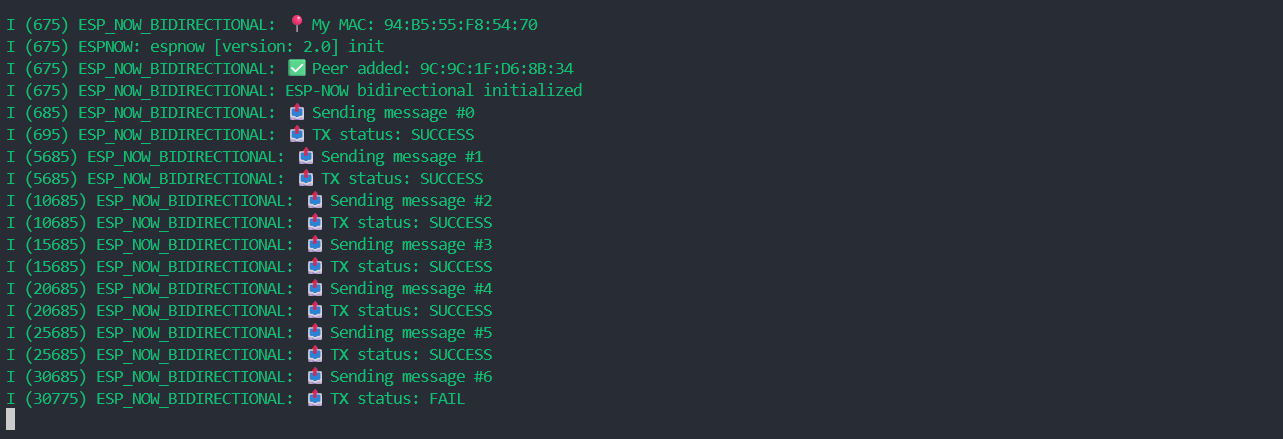 I (675) ESP_NOW_BIDIRECTIONAL: 📍 My MAC: 94:B5:55:F8:54:70
I (675) ESPNOW: espnow [version: 2.0] init
I (675) ESP_NOW_BIDIRECTIONAL: ✅ Peer added: 9C:9C:1F:D6:8B:34
I (675) ESP_NOW_BIDIRECTIONAL: ESP-NOW bidirectional initialized
I (685) ESP_NOW_BIDIRECTIONAL: 📤 Sending message #0
I (695) ESP_NOW_BIDIRECTIONAL: 📤 TX status: SUCCESS
I (5685) ESP_NOW_BIDIRECTIONAL: 📤 Sending message #1
I (5685) ESP_NOW_BIDIRECTIONAL: 📤 TX status: SUCCESS
I (10685) ESP_NOW_BIDIRECTIONAL: 📤 Sending message #2
I (10685) ESP_NOW_BIDIRECTIONAL: 📤 TX status: SUCCESS
I (15685) ESP_NOW_BIDIRECTIONAL: 📤 Sending message #3
I (15685) ESP_NOW_BIDIRECTIONAL: 📤 TX status: SUCCESS
I (20685) ESP_NOW_BIDIRECTIONAL: 📤 Sending message #4
I (20685) ESP_NOW_BIDIRECTIONAL: 📤 TX status: SUCCESS
I (25685) ESP_NOW_BIDIRECTIONAL: 📤 Sending message #5
I (25685) ESP_NOW_BIDIRECTIONAL: 📤 TX status: SUCCESS
I (30685) ESP_NOW_BIDIRECTIONAL: 📤 Sending message #6
I (30775) ESP_NOW_BIDIRECTIONAL: 📤 TX status: FAIL